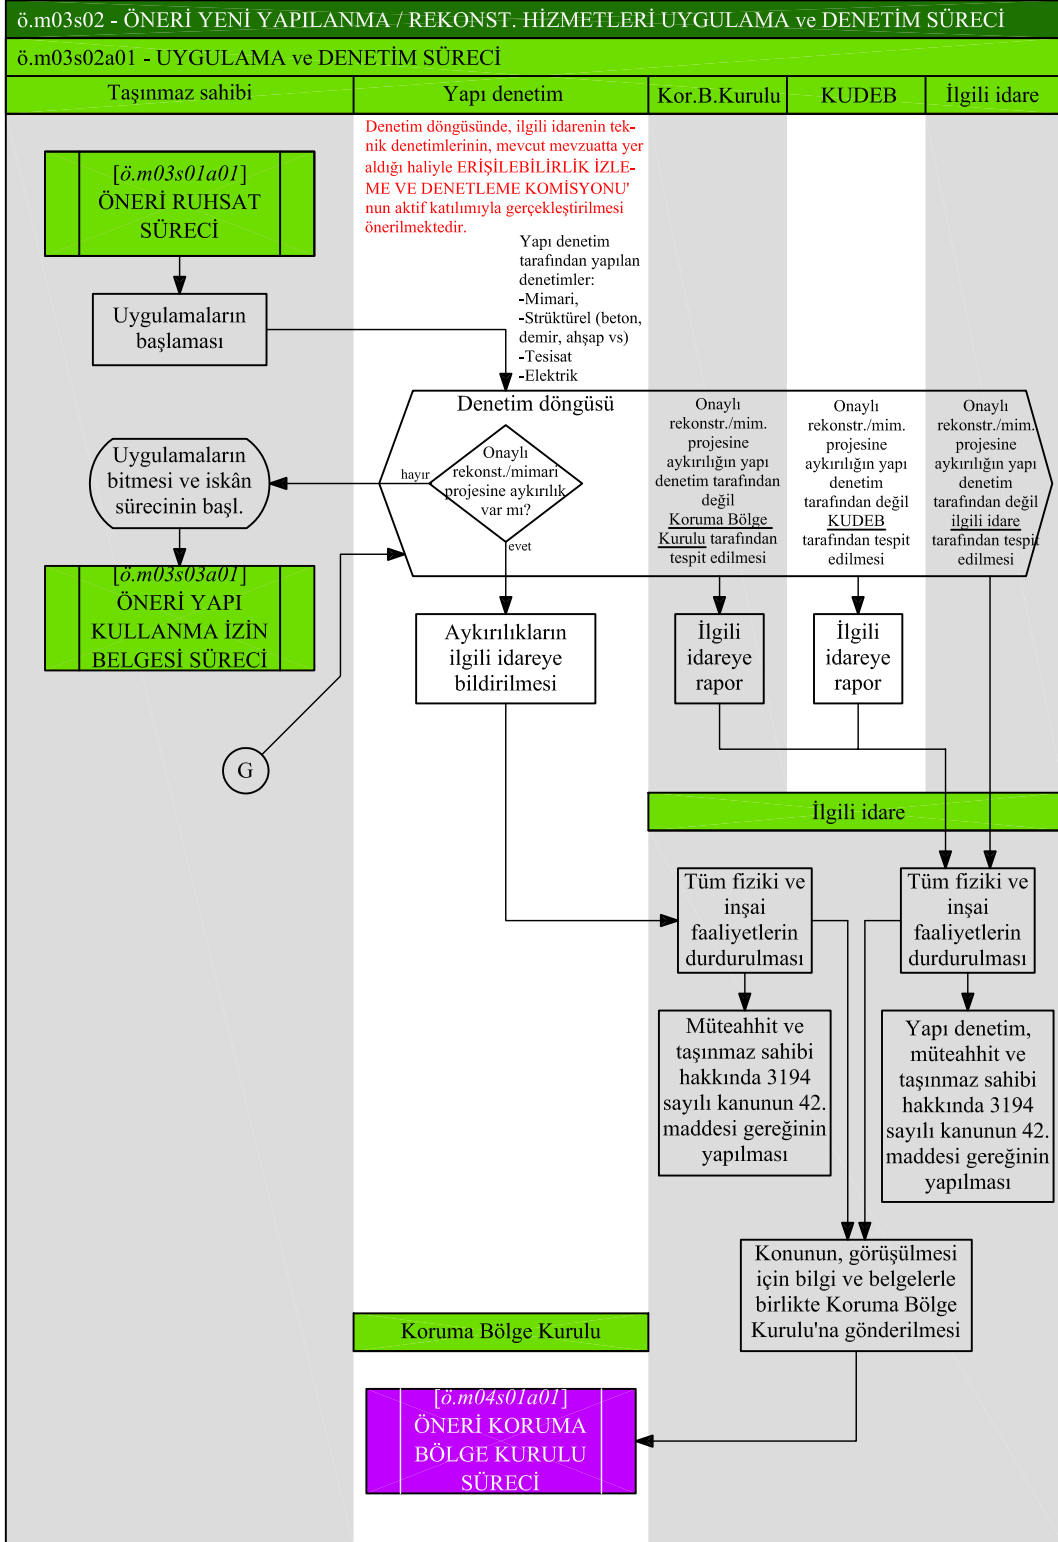 ö.m03s02 - ÖNERİ YENİ YAPILANMA / REKONST. HİZMETLERİ UYGULAMA ve DENETİM SÜRECİ
ö.m03s02a01 - UYGULAMA ve DENETİM SÜRECİ
Taşınmaz sahibi
Yapı denetim
Kor.B.Kurulu
KUDEB
İlgili idare
Denetim döngüsünde, ilgili idarenin tek-
nik denetimlerinin, mevcut mevzuatta yer
aldığı haliyle ERİŞİLEBİLİRLİK İZLE-
ME VE DENETLEME KOMİSYONU'
nun aktif katılımıyla gerçekleştirilmesi
önerilmektedir.
[ö.m03s01a01]
ÖNERİ RUHSAT
SÜRECİ
Yapı denetim
tarafından yapılan
denetimler:
-Mimari,
-Strüktürel (beton,
demir, ahşap vs)
-Tesisat
-Elektrik
Uygulamaların
başlaması
Denetim döngüsü
Onaylı
rekonst./mimari
projesine aykırılık
var mı?
hayır
evet
Onaylı
rekonstr./mim.
projesine
aykırılığın yapı
denetim tarafından
değil
Koruma Bölge
Kurulu tarafından
tespit edilmesi
Onaylı
rekonstr./mim.
projesine
aykırılığın yapı
denetim
tarafından değil
KUDEB
tarafından tespit
edilmesi
Onaylı
rekonstr./mim.
projesine
aykırılığın yapı
denetim
tarafından değil
ilgili idare
tarafından tespit
edilmesi
Uygulamaların
bitmesi ve iskân
sürecinin başl.
[ö.m03s03a01]
ÖNERİ YAPI
KULLANMA İZİN
BELGESİ SÜRECİ
Aykırılıkların
ilgili idareye
bildirilmesi
İlgili
idareye
rapor
İlgili
idareye
rapor
G
İlgili idare
Tüm fiziki ve
inşai
faaliyetlerin
durdurulması
Tüm fiziki ve
inşai
faaliyetlerin
durdurulması
Müteahhit ve
taşınmaz sahibi
hakkında 3194
sayılı kanunun 42.
maddesi gereğinin
yapılması
Yapı denetim,
müteahhit ve
taşınmaz sahibi
hakkında 3194
sayılı kanunun 42.
maddesi gereğinin
yapılması
Konunun, görüşülmesi
için bilgi ve belgelerle
birlikte Koruma Bölge
Kurulu'na gönderilmesi
Koruma Bölge Kurulu
[ö.m04s01a01]
ÖNERİ KORUMA
BÖLGE KURULU
SÜRECİ